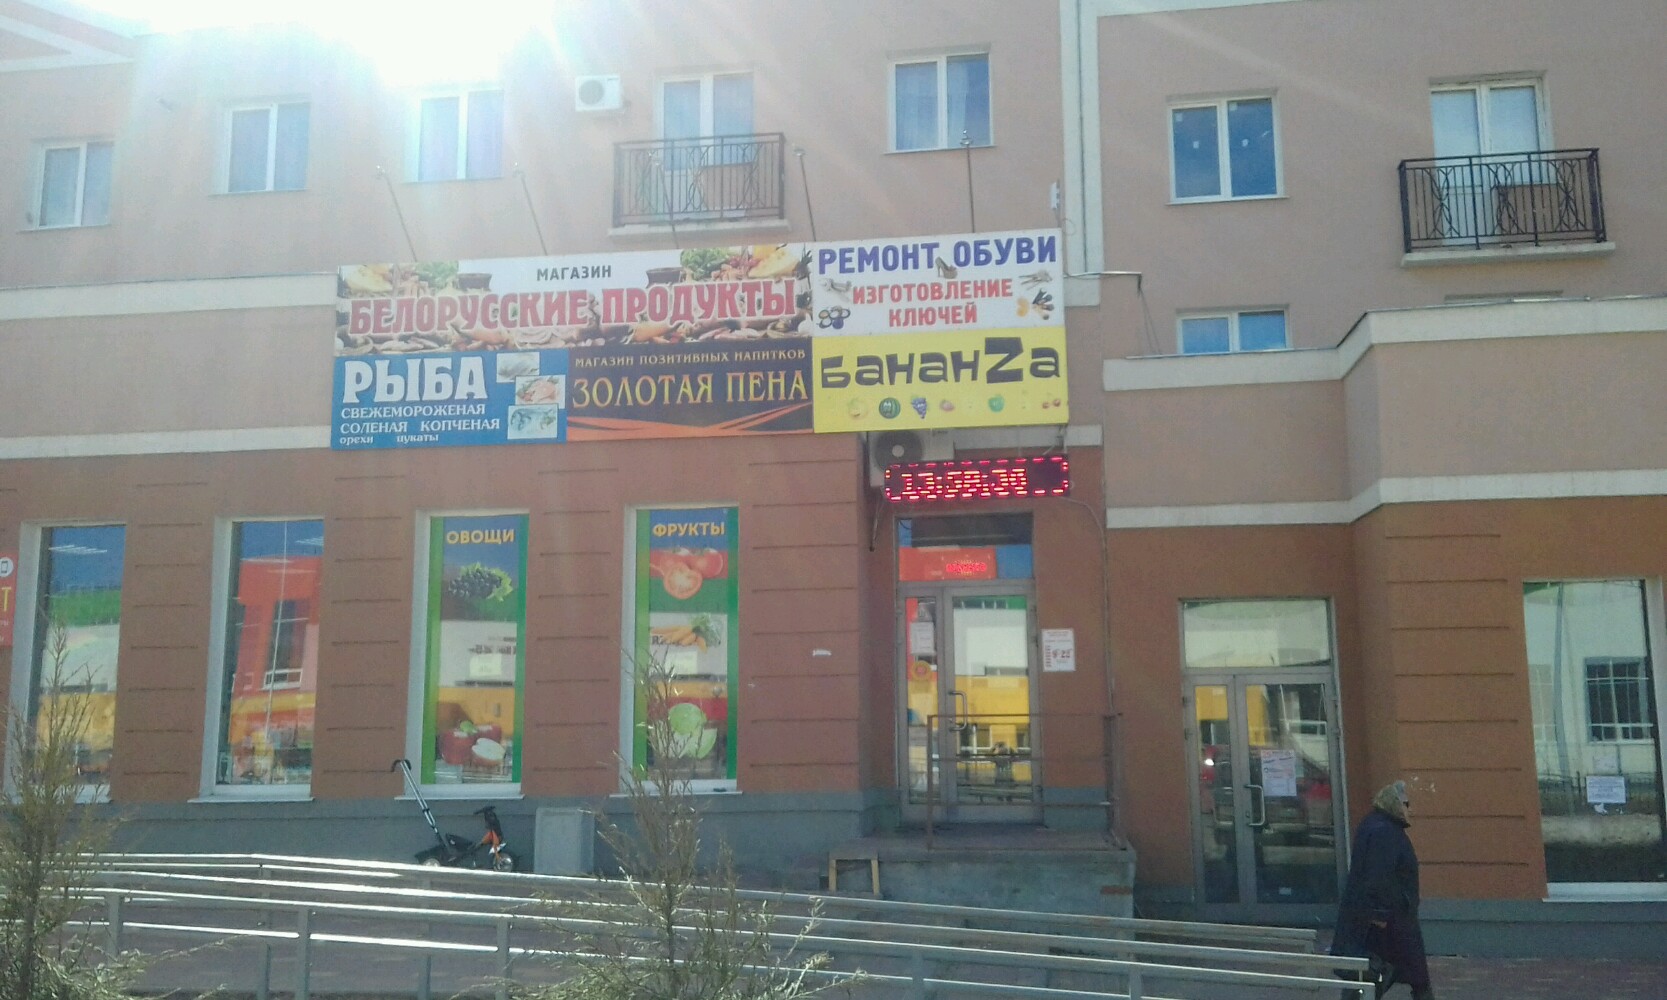 МАГАЗИН
БЕЛОРУССКИЕ ПРОДУКТЫ
РЕМОНТ ОБУВИ
ИЗГОТОВЛЕНИЕ
КЛЮЧЕЙ
РЫБА
СВЕЖЕМОРОЖЕНАЯ
СОЛЕНАЯ КОПЧЕНАЯ
орехи цукаты
МАГАЗИН ПОЗИТИВНЫХ НАПИТКОВ
ЗОЛОТАЯ ПЕНА
БананZа
ОВОЩИ
ФРУКТЫ